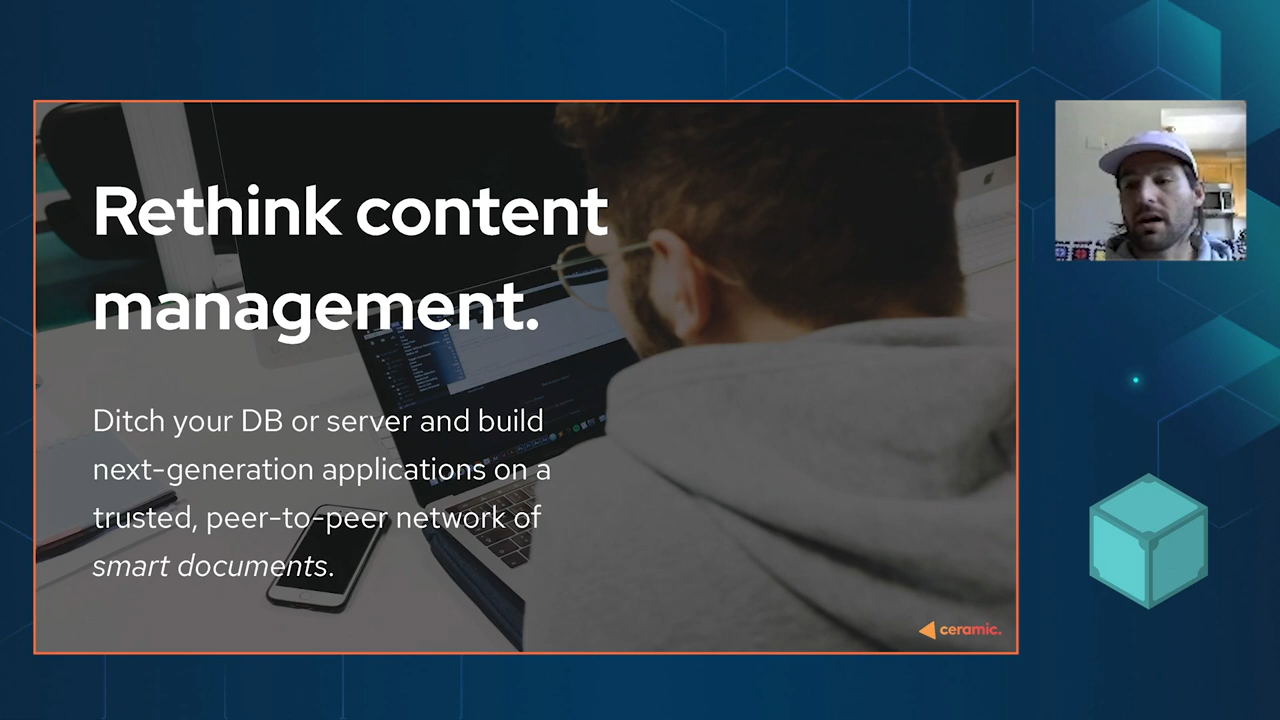 Rethink content
management.
Ditch your DB or server and build
next-generation applications on a
trusted, peer-to-peer network of
smart documents.
ceramic.